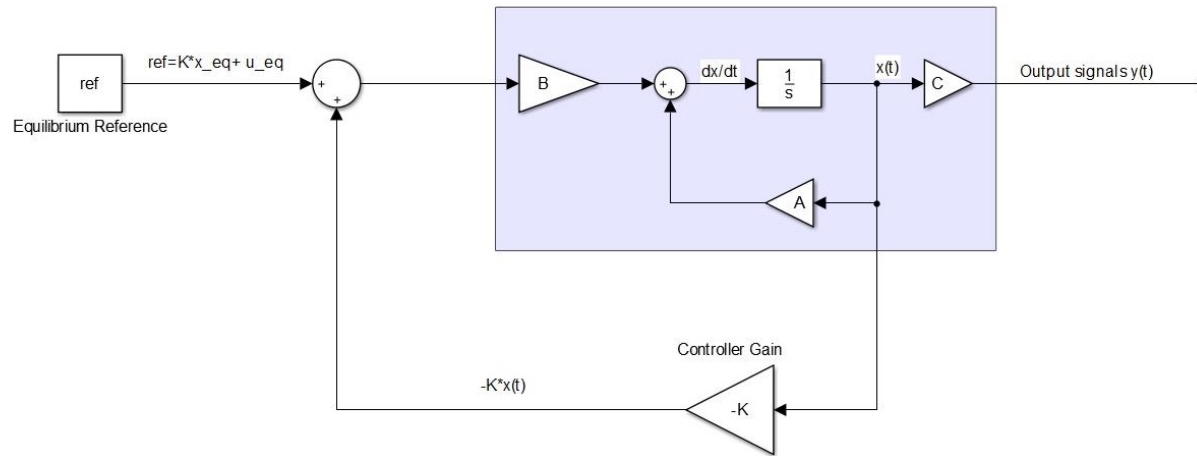 ref
ref=K*x_eq+ u_eq
Equilibrium Reference
+
+
B
+
+
dx/dt
1
s
x(t)
C
Output signals y(t)
A
Controller Gain
-K*x(t)
-K